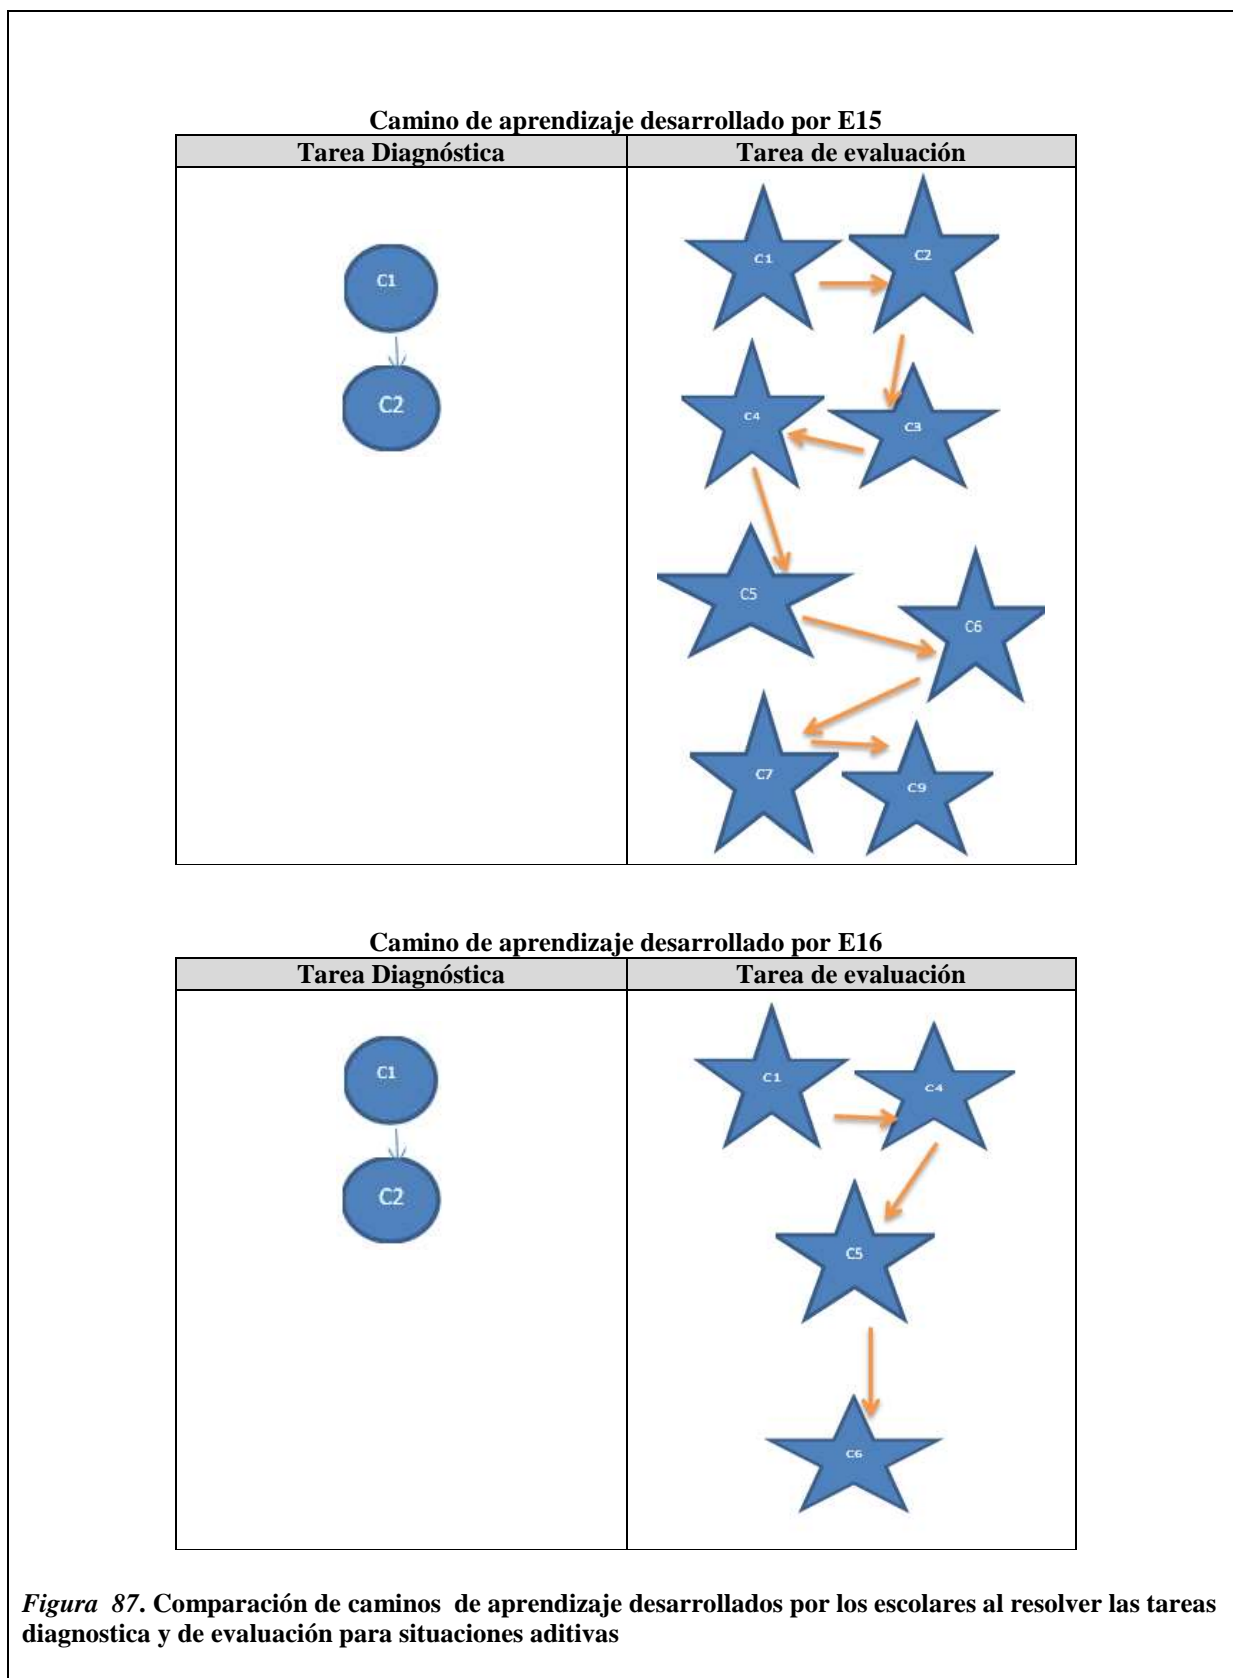 Camino de aprendizaje desarrollado por E15
Tarea Diagnóstica Tarea de evaluación
C1
C2
C1 C2
C4 C3
C5 C6
C7 C9
Camino de aprendizaje desarrollado por E16
Tarea Diagnóstica Tarea de evaluación
C1
C2
C1 C4
C5
C6
Figura 87. Comparación de caminos de aprendizaje desarrollados por los escolares al resolver las tareas
diagnostica y de evaluación para situaciones aditivas